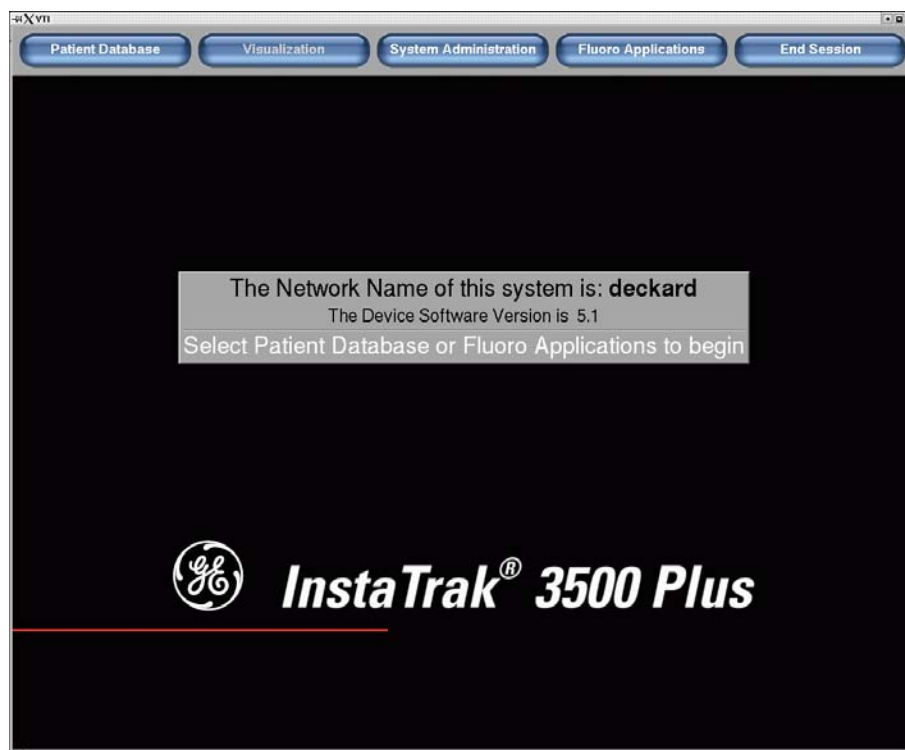 Patient Database
Visualization
System Administration
Fluoro Applications
End Session
The Network Name of this system is: deckard
The Device Software Version is 5.1
Select Patient Database or Fluoro Applications to begin
GE InstaTrak® 3500 Plus